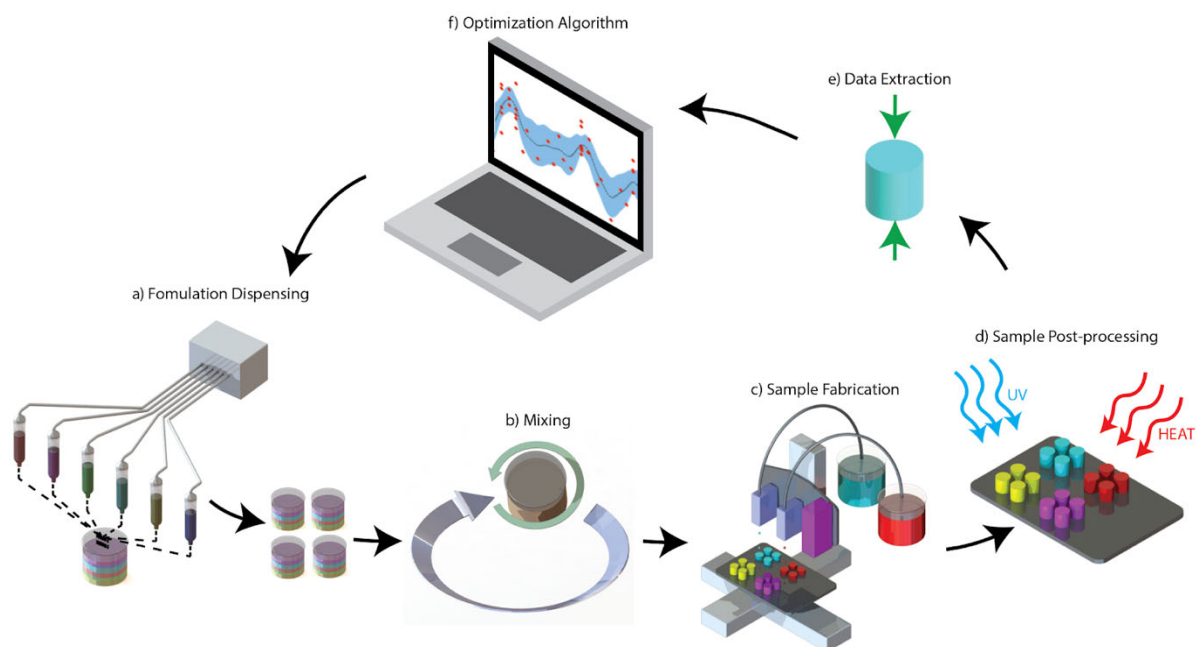 f) Optimization Algorithm
e) Data Extraction
a) Fomulation Dispensing
d) Sample Post-processing
c) Sample Fabrication
UV
b) Mixing
HEAT